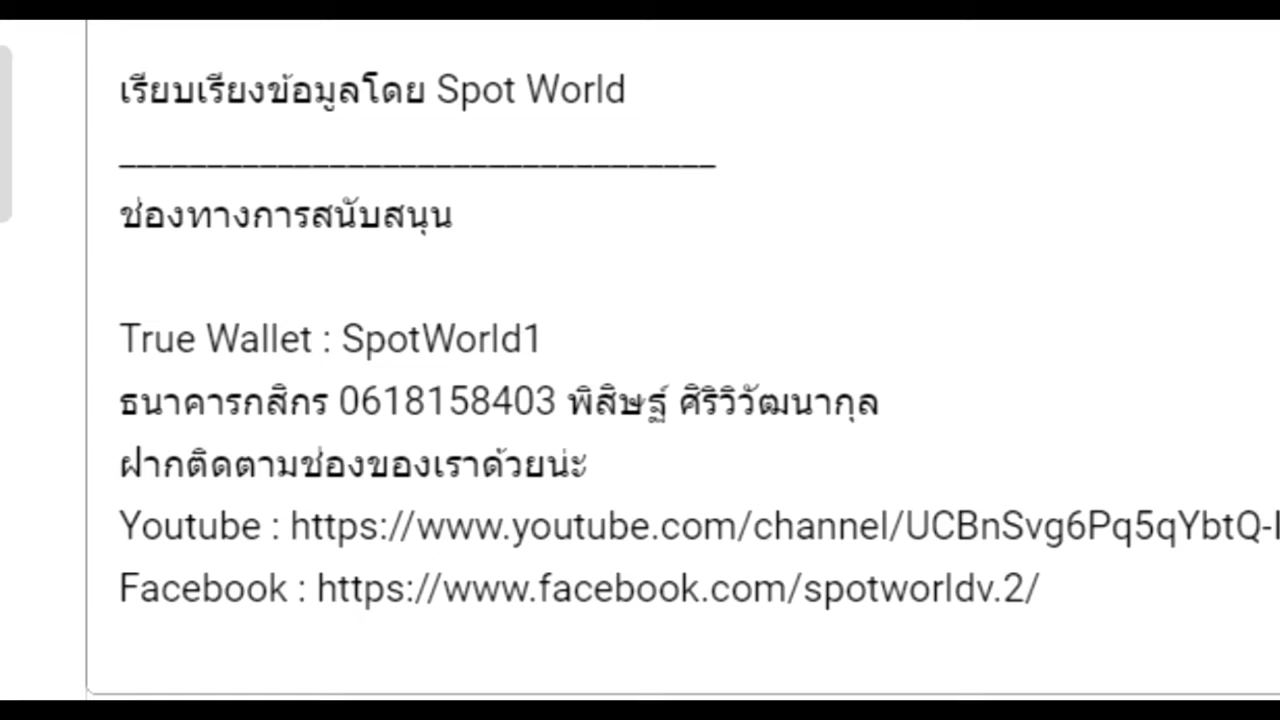 เรียบเรียงข้อมูลโดย Spot World
__________________________________
ช่องทางการสนับสนุน
True Wallet : SpotWorld1
ธนาคารกสิกร 0618158403 พิสิษฐ์ ศิริวิวัฒนากุล
ฝากติดตามช่องของเราด้วยน่ะ
Youtube : https://www.youtube.com/channel/UCBnSvg6Pq5qYbtQ-
Facebook : https://www.facebook.com/spotworldv.2/